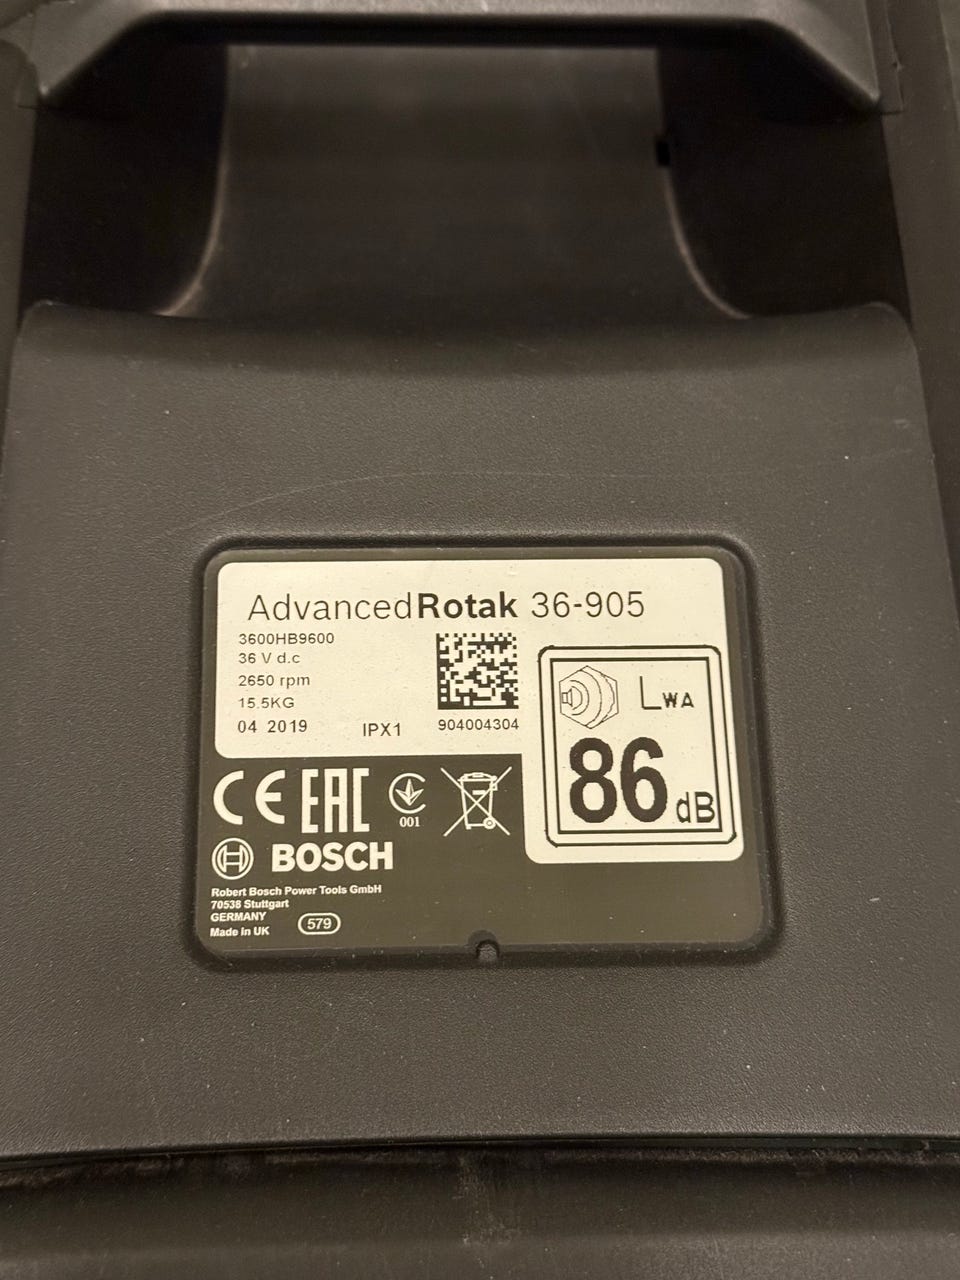 AdvancedRotak 36-905
3600HB9600
36 V d.c
2650 rpm
15.5KG
04 2019
IPX1
904004304
LWA
86 dB
CE EAC
001
BOSCH
Robert Bosch Power Tools GmbH
70538 Stuttgart
GERMANY
Made in UK
579